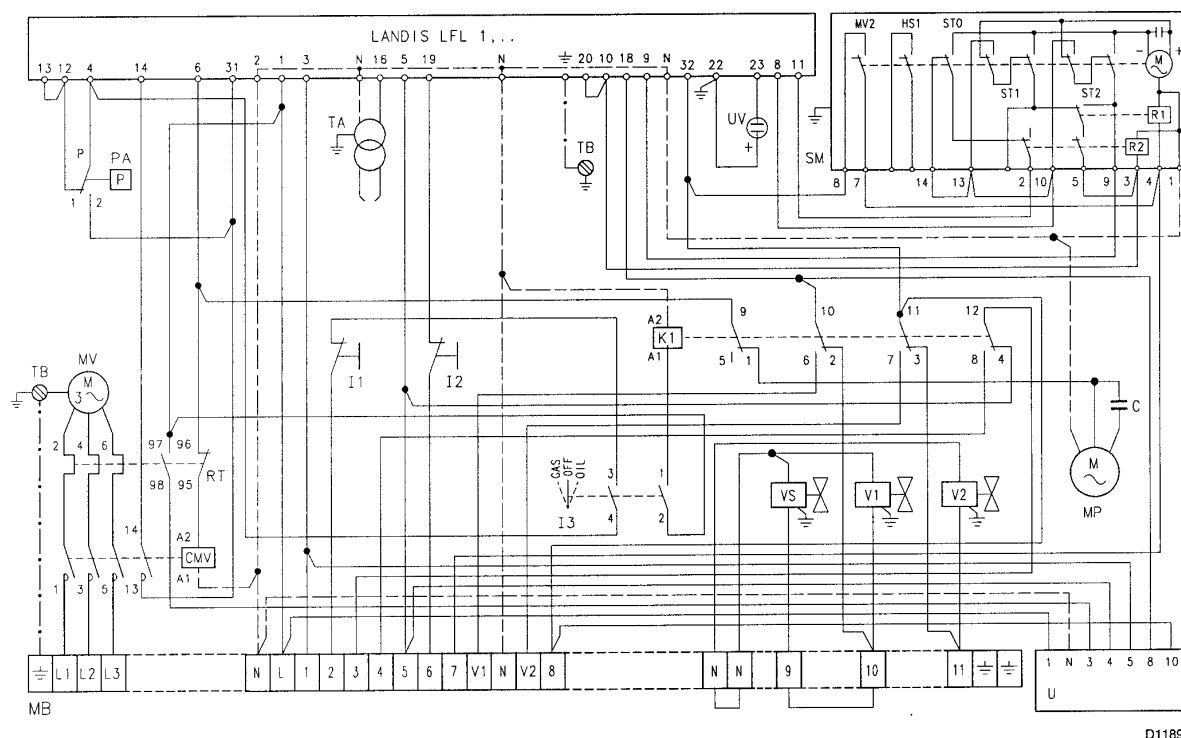 LANDIS LFL 1,..
13 12 4 14 6 31 2 1 3 N 16 5 19 N 20 10 18 9 N 32 22 23 8 11
MV2 HS1 ST0
- +
M
ST1 ST2
R1
R2
SM
8 7 14 13 2 10 5 9 3 4 1
TA
UV
+
TB
P PA
P
1 2
9 10 11 12
A2
K1
A1
5 1 6 2 7 3 8 4
I1 I2
MV
TB
M
3
C
2 4 6 97 96
RT
98 95
GAS
OFF
OIL
I3
3 1
4 2
VS V1 V2
M
MP
14
A2
CMV
A1
1 3 5 13
L1 L2 L3 N L 1 2 3 4 5 6 7 V1 N V2 8 N N 9 10 11
1 N 3 4 5 8 10
U
MB
D1189